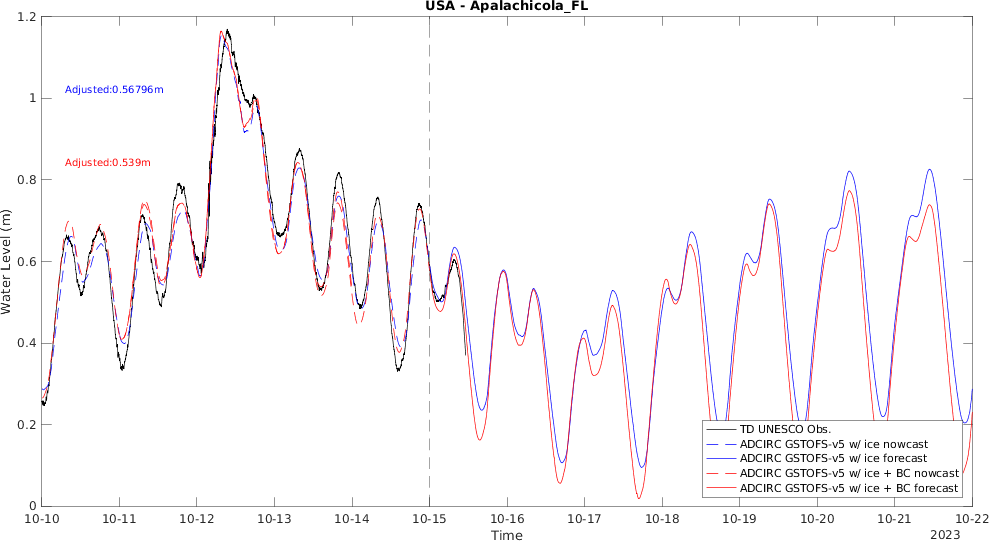 USA - Apalachicola_FL
Water Level (m)
1.2
1
0.8
0.6
0.4
0.2
0
Adjusted:0.56796m
Adjusted:0.539m
TD UNESCO Obs.
ADCIRC GSTOFS-v5 w/ ice nowcast
ADCIRC GSTOFS-v5 w/ ice forecast
ADCIRC GSTOFS-v5 w/ ice + BC nowcast
ADCIRC GSTOFS-v5 w/ ice + BC forecast
10-10 10-11 10-12 10-13 10-14 10-15 10-16 10-17 10-18 10-19 10-20 10-21 10-22
Time
2023